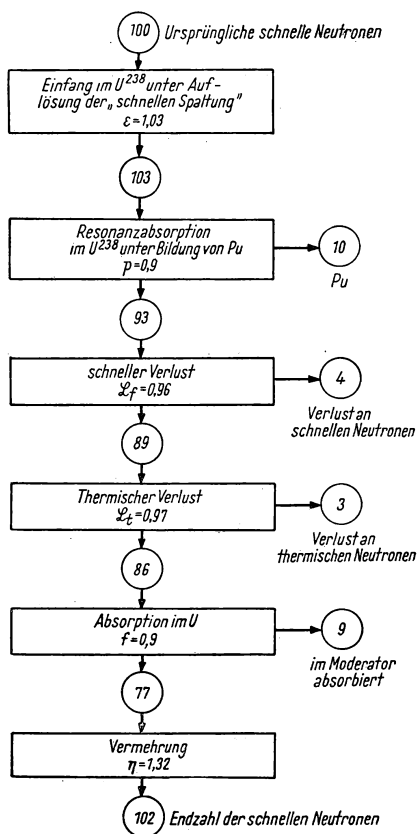 100 Ursprüngliche schnelle Neutronen
Einfang im U²³⁸ unter Auf-
lösung der „schnellen Spaltung"
ε=1,03
103
Resonanzabsorption
im U²³⁸ unter Bildung von Pu
p=0,9
10
Pu
93
schneller Verlust
ℒf=0,96
4
Verlust an
schnellen Neutronen
89
Thermischer Verlust
ℒt=0,97
3
Verlust an
thermischen Neutronen
86
Absorption im U
f=0,9
9
im Moderator
absorbiert
77
Vermehrung
η=1,32
102 Endzahl der schnellen Neutronen